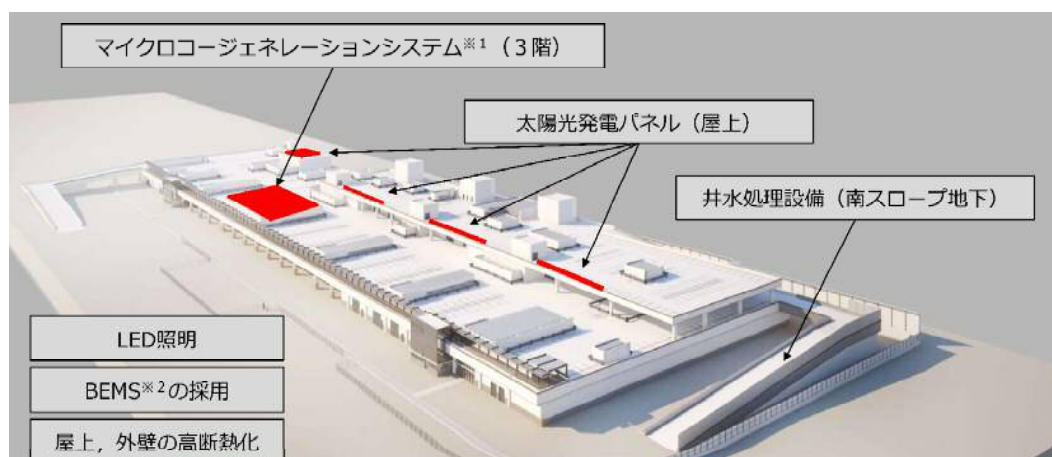 マイクロコージェネレーションシステム※1（３階）
太陽光発電パネル（屋上）
井水処理設備（南スロープ地下）
LED照明
BEMS※2の採用
屋上，外壁の高断熱化